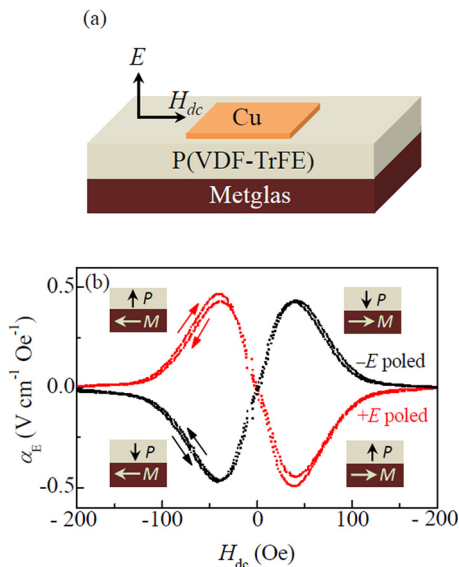 (a)
E
H_dc
Cu
P(VDF-TrFE)
Metglas
(b)
0.5
0.0
-0.5
α_E (V cm⁻¹ Oe⁻¹)
P
M
P
M
–E poled
+E poled
P
M
P
M
- 200
-100
0
100
- 200
H_dc (Oe)